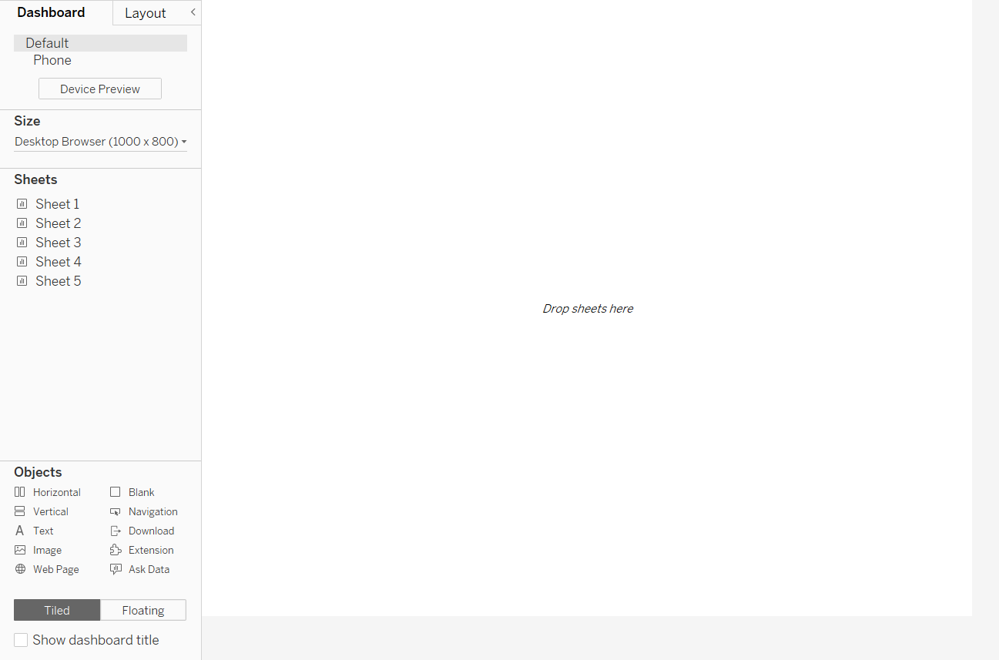 Dashboard Layout
Default
Phone
Device Preview
Size
Desktop Browser (1000 x 800)
Sheets
Sheet 1
Sheet 2
Sheet 3
Sheet 4
Sheet 5
Drop sheets here
Objects
Horizontal Blank
Vertical Navigation
Text Download
Image Extension
Web Page Ask Data
Tiled Floating
Show dashboard title